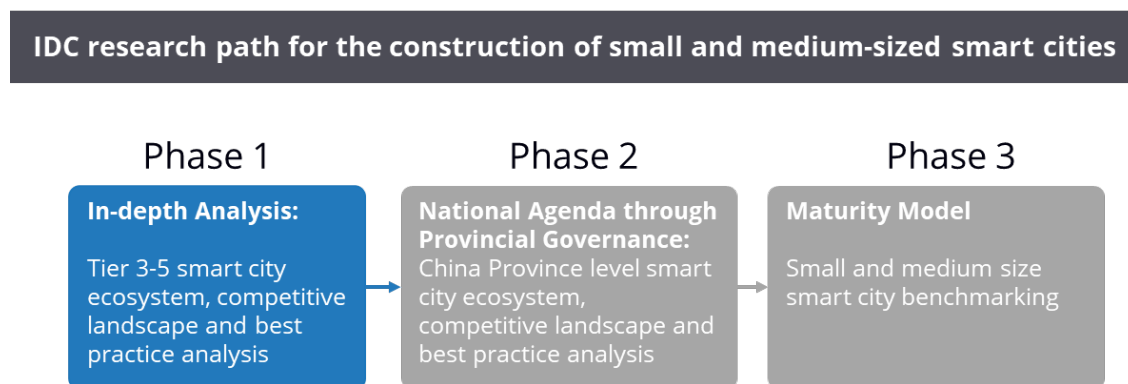 IDC research path for the construction of small and medium-sized smart cities
Phase 1
Phase 2
Phase 3
In-depth Analysis:
Tier 3-5 smart city
ecosystem, competitive
landscape and best
practice analysis
National Agenda through
Provincial Governance:
China Province level smart
city ecosystem,
competitive landscape and
best practice analysis
Maturity Model
Small and medium size
smart city benchmarking